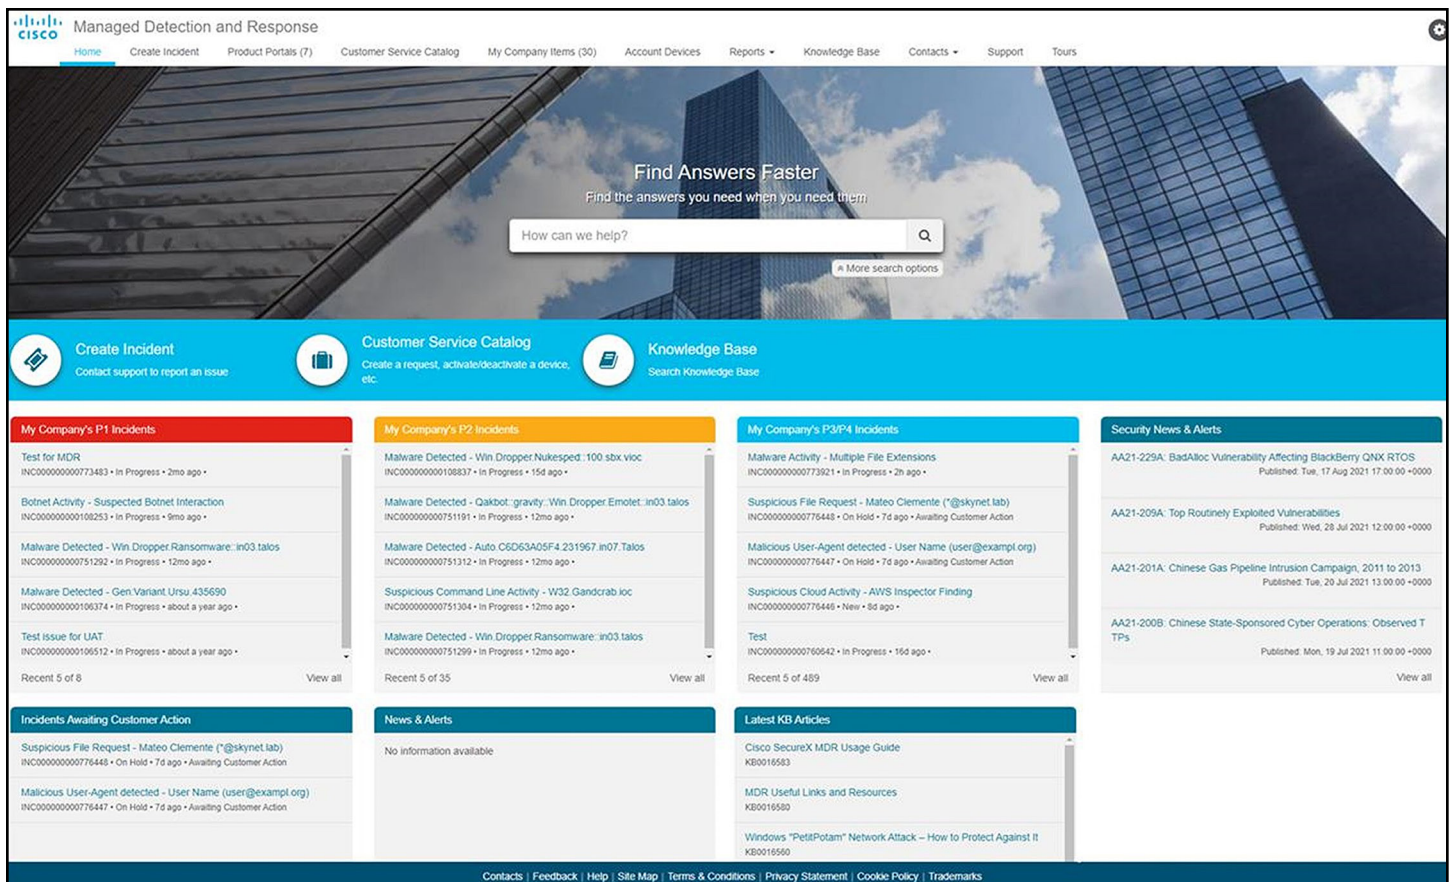 CISCO
Managed Detection and Response
Home
Create Incident
Product Portals (7)
Customer Service Catalog
My Company Items (30)
Account Devices
Reports
Knowledge Base
Contacts
Support
Tours
Find Answers Faster
Find the answers you need when you need them
How can we help?
More search options
Create Incident
Contact support to report an issue
Customer Service Catalog
Create a request, activate/deactivate a device,
etc.
Knowledge Base
Search Knowledge Base
My Company's P1 Incidents
Test for MDR
INC000000000773483 • In Progress • 2mo ago •
Botnet Activity - Suspected Botnet Interaction
INC000000000108253 • In Progress • 9mo ago •
Malware Detected - Win.Dropper.Ransomware::in03.talos
INC000000000751292 • In Progress • 12mo ago •
Malware Detected - Gen:Variant.Ursu.435690
INC000000000106374 • In Progress • about a year ago •
Test issue for UAT
INC000000000106512 • In Progress • about a year ago •
Recent 5 of 8
View all
My Company's P2 Incidents
Malware Detected - Win.Dropper.Nukesped::100.sbx.vioc
INC000000000108837 • In Progress • 15d ago •
Malware Detected - Qakbot::gravity::Win.Dropper.Emotet::in03.talos
INC000000000751191 • In Progress • 12mo ago •
Malware Detected - Auto.C6D63A05F4.231967.in07.Talos
INC000000000751312 • In Progress • 12mo ago •
Suspicious Command Line Activity - W32.Gandcrab.ioc
INC000000000751304 • In Progress • 12mo ago •
Malware Detected - Win.Dropper.Ransomware::in03.talos
INC000000000751299 • In Progress • 12mo ago •
Recent 5 of 35
View all
My Company's P3/P4 Incidents
Malware Activity - Multiple File Extensions
INC000000000773921 • In Progress • 2h ago •
Suspicious File Request - Mateo Clemente (*@skynet.lab)
INC000000000776448 • On Hold • 7d ago • Awaiting Customer Action
Malicious User-Agent detected - User Name (user@exampl.org)
INC000000000776447 • On Hold • 7d ago • Awaiting Customer Action
Suspicious Cloud Activity - AWS Inspector Finding
INC000000000776446 • New • 8d ago •
Test
INC000000000760642 • In Progress • 16d ago •
Recent 5 of 489
View all
Security News & Alerts
AA21-229A: BadAlloc Vulnerability Affecting BlackBerry QNX RTOS
Published: Tue, 17 Aug 2021 17:00:00 +0000
AA21-209A: Top Routinely Exploited Vulnerabilities
Published: Wed, 28 Jul 2021 12:00:00 +0000
AA21-201A: Chinese Gas Pipeline Intrusion Campaign, 2011 to 2013
Published: Tue, 20 Jul 2021 13:00:00 +0000
AA21-200B: Chinese State-Sponsored Cyber Operations: Observed T
TPs
Published: Mon, 19 Jul 2021 11:00:00 +0000
View all
Incidents Awaiting Customer Action
Suspicious File Request - Mateo Clemente (*@skynet.lab)
INC000000000776448 • On Hold • 7d ago • Awaiting Customer Action
Malicious User-Agent detected - User Name (user@exampl.org)
INC000000000776447 • On Hold • 7d ago • Awaiting Customer Action
News & Alerts
No information available
Latest KB Articles
Cisco SecureX MDR Usage Guide
KB0016583
MDR Useful Links and Resources
KB0016580
Windows "PetitPotam" Network Attack – How to Protect Against It
KB0016560
Contacts | Feedback | Help | Site Map | Terms & Conditions | Privacy Statement | Cookie Policy | Trademarks